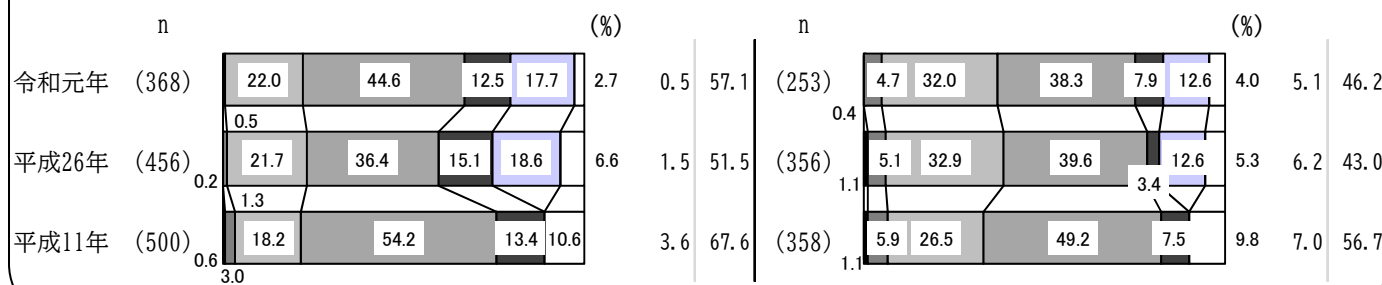 n (%) n (%)
令和元年 (368) 22.0 44.6 12.5 17.7 2.7 0.5 57.1 (253) 4.7 32.0 38.3 7.9 12.6 4.0 5.1 46.2
0.5 0.4
平成26年 (456) 0.2 21.7 36.4 15.1 18.6 6.6 1.5 51.5 (356) 1.1 5.1 32.9 39.6 3.4 12.6 5.3 6.2 43.0
1.3
平成11年 (500) 0.6 18.2 54.2 13.4 10.6 3.6 67.6 (358) 1.1 5.9 26.5 49.2 7.5 9.8 7.0 56.7
3.0